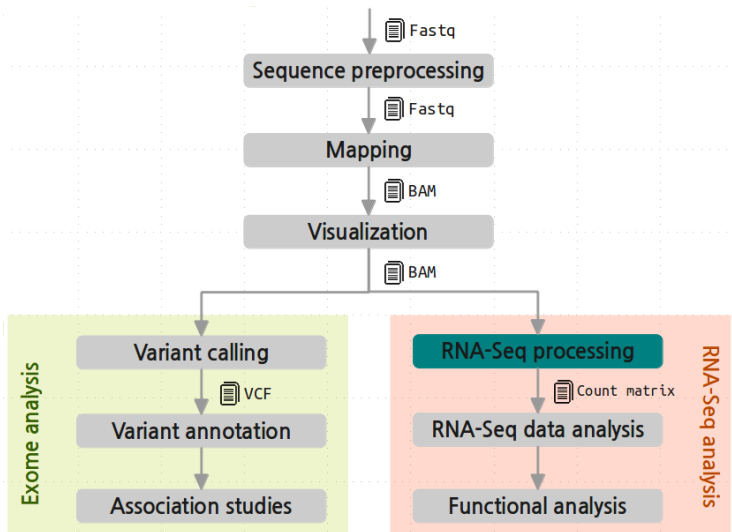 Fastq
Sequence preprocessing
Fastq
Mapping
BAM
Visualization
BAM
Exome analysis
Variant calling
VCF
Variant annotation
Association studies
RNA-Seq processing
Count matrix
RNA-Seq data analysis
Functional analysis
RNA-Seq analysis